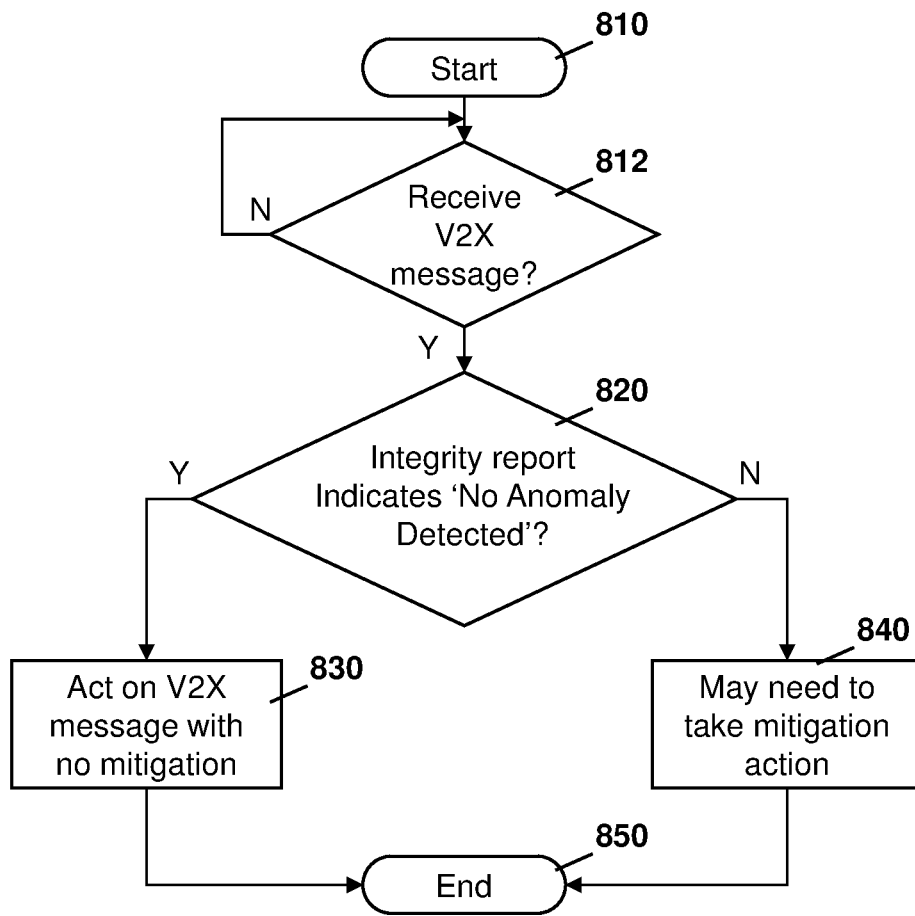 810
Start
812
Receive
V2X
message?
N
Y
820
Integrity report
Indicates ‘No Anomaly
Detected’?
Y
N
830
Act on V2X
message with
no mitigation
840
May need to
take mitigation
action
850
End